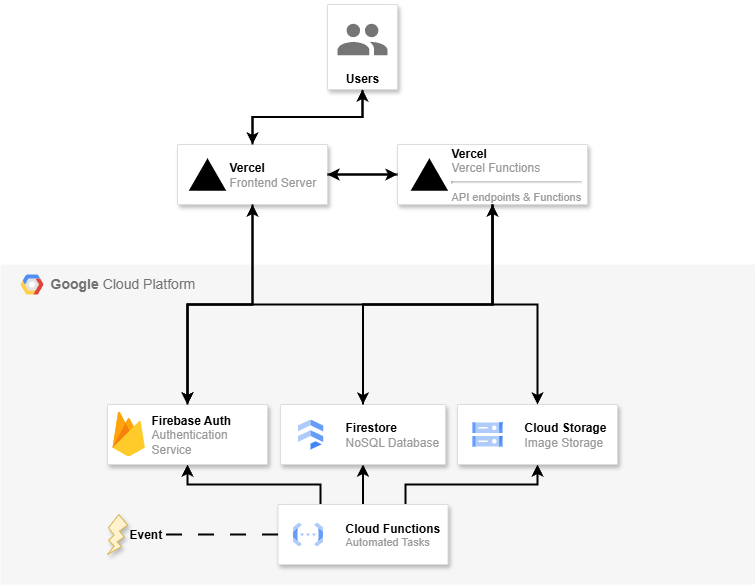 Users
Vercel
Frontend Server
Vercel
Vercel Functions
API endpoints & Functions
Google Cloud Platform
Firebase Auth
Authentication
Service
Firestore
NoSQL Database
Cloud Storage
Image Storage
Event
Cloud Functions
Automated Tasks